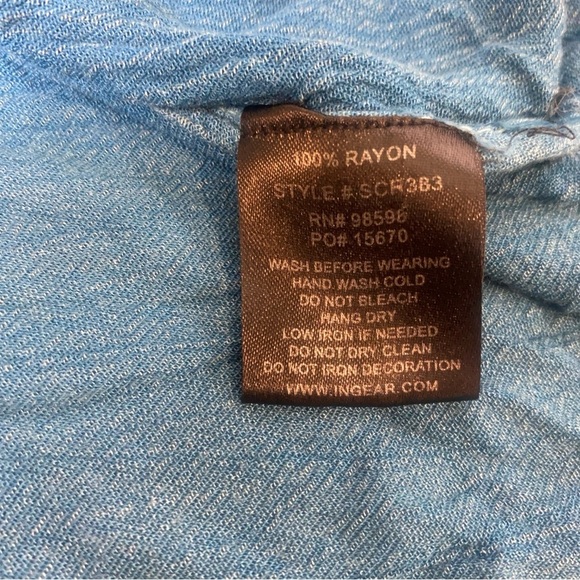 100% RAYON
STYLE # SCR3B3
RN# 98596
PO# 15670
WASH BEFORE WEARING
HAND WASH COLD
DO NOT BLEACH
HANG DRY
LOW IRON IF NEEDED
DO NOT DRY CLEAN
DO NOT IRON DECORATION
WWW.INGEAR.COM